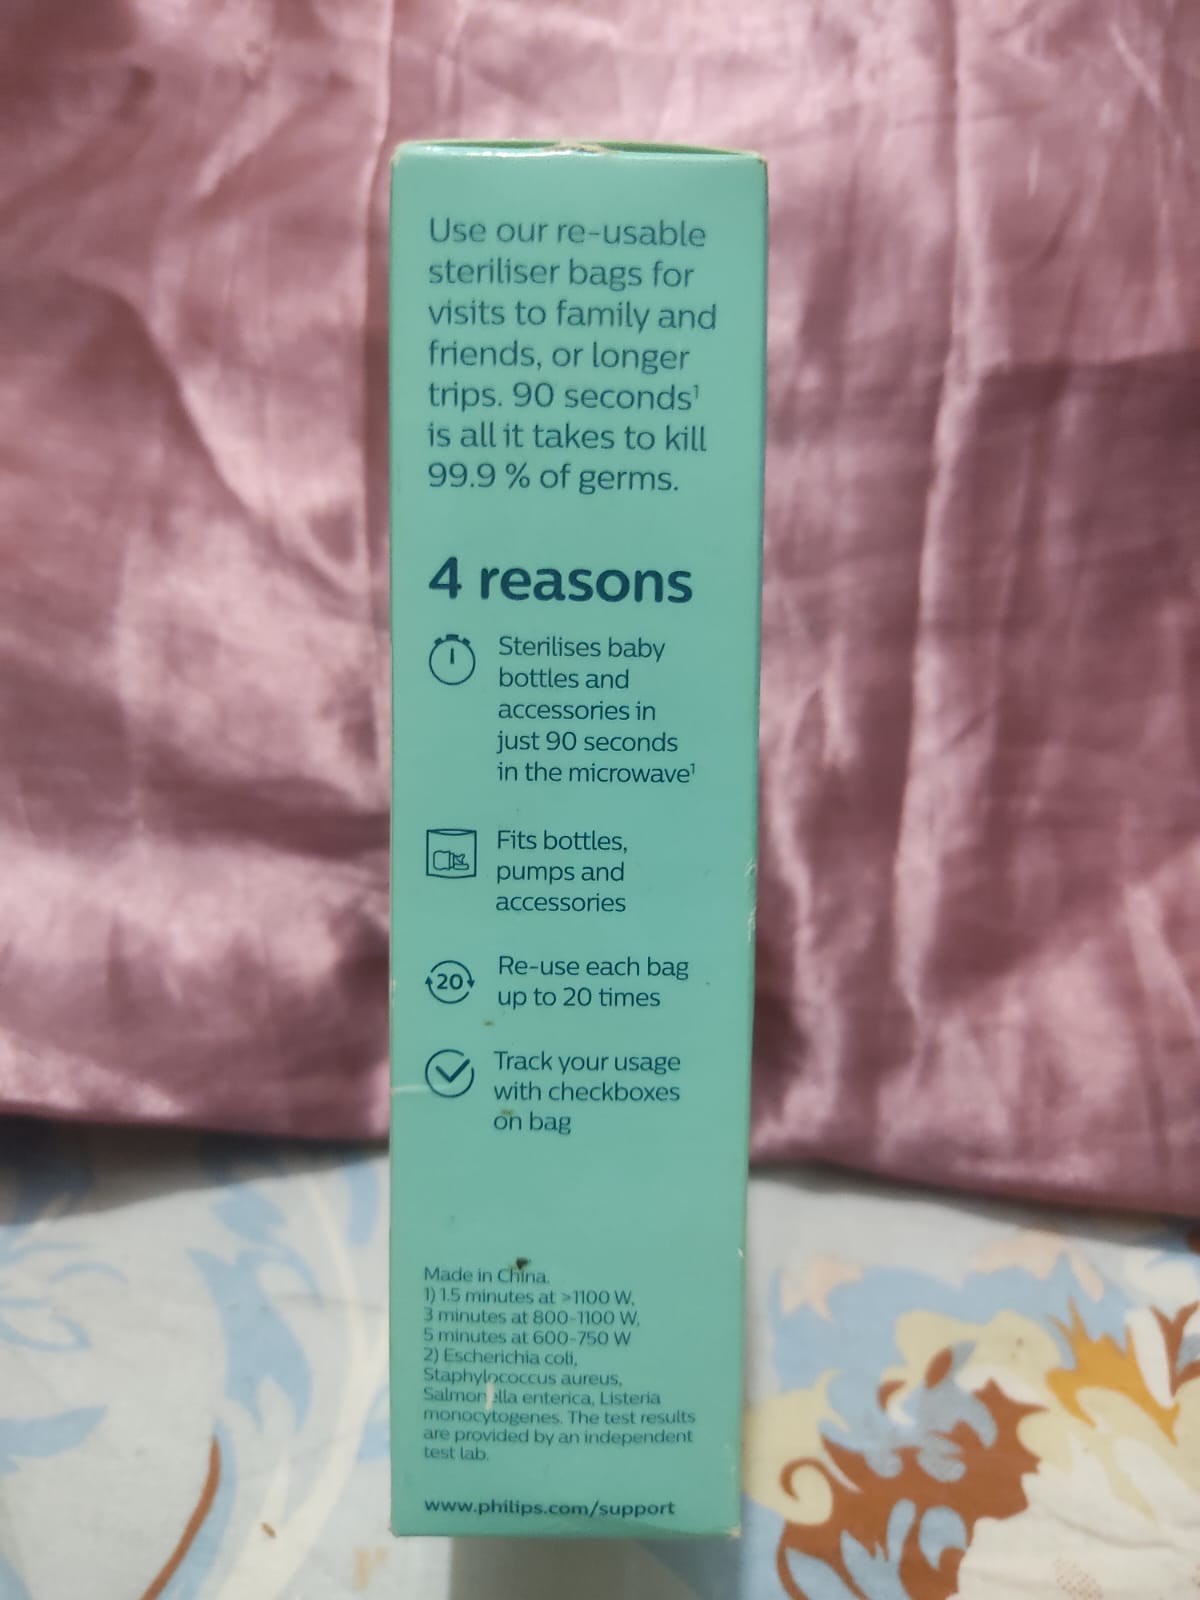 Use our re-usable
steriliser bags for
visits to family and
friends, or longer
trips. 90 seconds¹
is all it takes to kill
99.9 % of germs.
4 reasons
Sterilises baby
bottles and
accessories in
just 90 seconds
in the microwave¹
Fits bottles,
pumps and
accessories
20
Re-use each bag
up to 20 times
Track your usage
with checkboxes
on bag
Made in China.
1) 1.5 minutes at >1100 W,
3 minutes at 800-1100 W,
5 minutes at 600-750 W
2) Escherichia coli,
Staphylococcus aureus,
Salmonella enterica, Listeria
monocytogenes. The test results
are provided by an independent
test lab.
www.philips.com/support